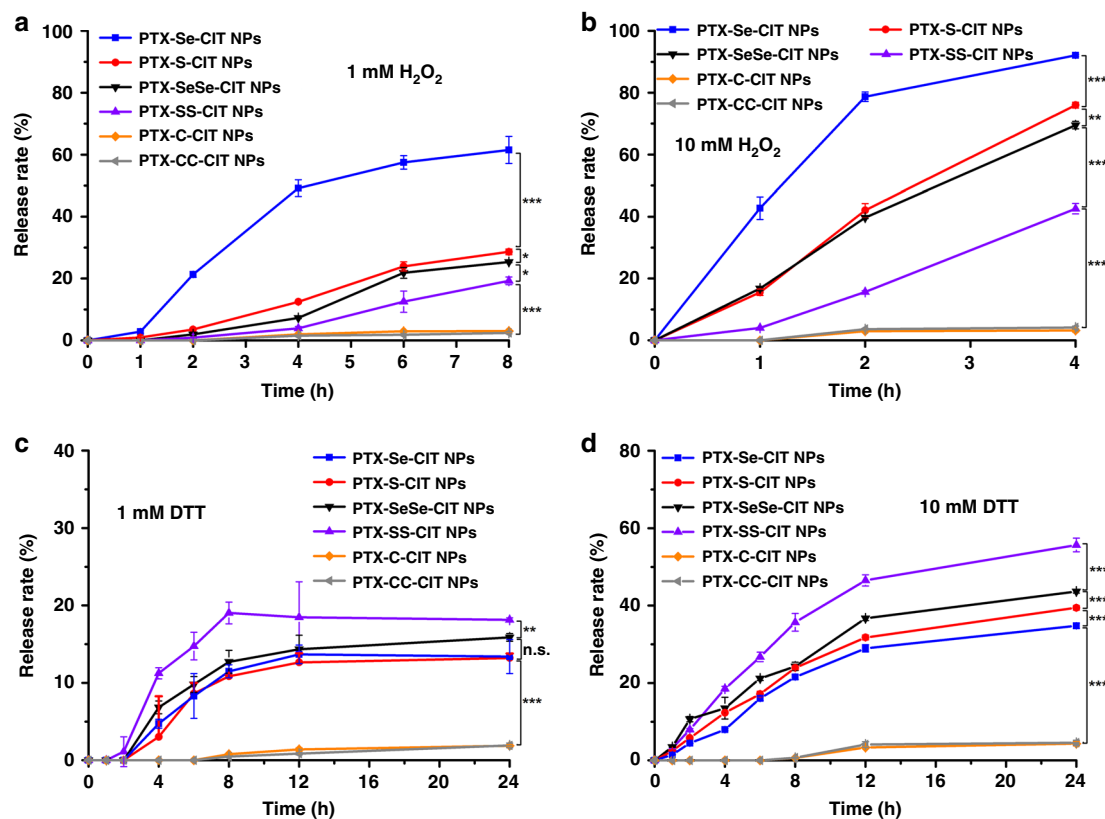 a
100
80
60
40
20
0
Release rate (%)
PTX-Se-CIT NPs
PTX-S-CIT NPs
PTX-SeSe-CIT NPs
PTX-SS-CIT NPs
PTX-C-CIT NPs
PTX-CC-CIT NPs
1 mM H₂O₂
***
*
*
***
0 1 2 3 4 5 6 7 8
Time (h)
b
100
80
60
40
20
0
Release rate (%)
PTX-Se-CIT NPs PTX-S-CIT NPs
PTX-SeSe-CIT NPs PTX-SS-CIT NPs
PTX-C-CIT NPs
PTX-CC-CIT NPs
10 mM H₂O₂
***
**
***
***
0 1 2 3 4
Time (h)
c
40
30
20
10
0
Release rate (%)
1 mM DTT
PTX-Se-CIT NPs
PTX-S-CIT NPs
PTX-SeSe-CIT NPs
PTX-SS-CIT NPs
PTX-C-CIT NPs
PTX-CC-CIT NPs
**
n.s.
***
0 4 8 12 16 20 24
Time (h)
d
80
60
40
20
0
Release rate (%)
PTX-Se-CIT NPs
PTX-S-CIT NPs
PTX-SeSe-CIT NPs
PTX-SS-CIT NPs
PTX-C-CIT NPs
PTX-CC-CIT NPs
10 mM DTT
***
***
***
***
0 4 8 12 16 20 24
Time (h)